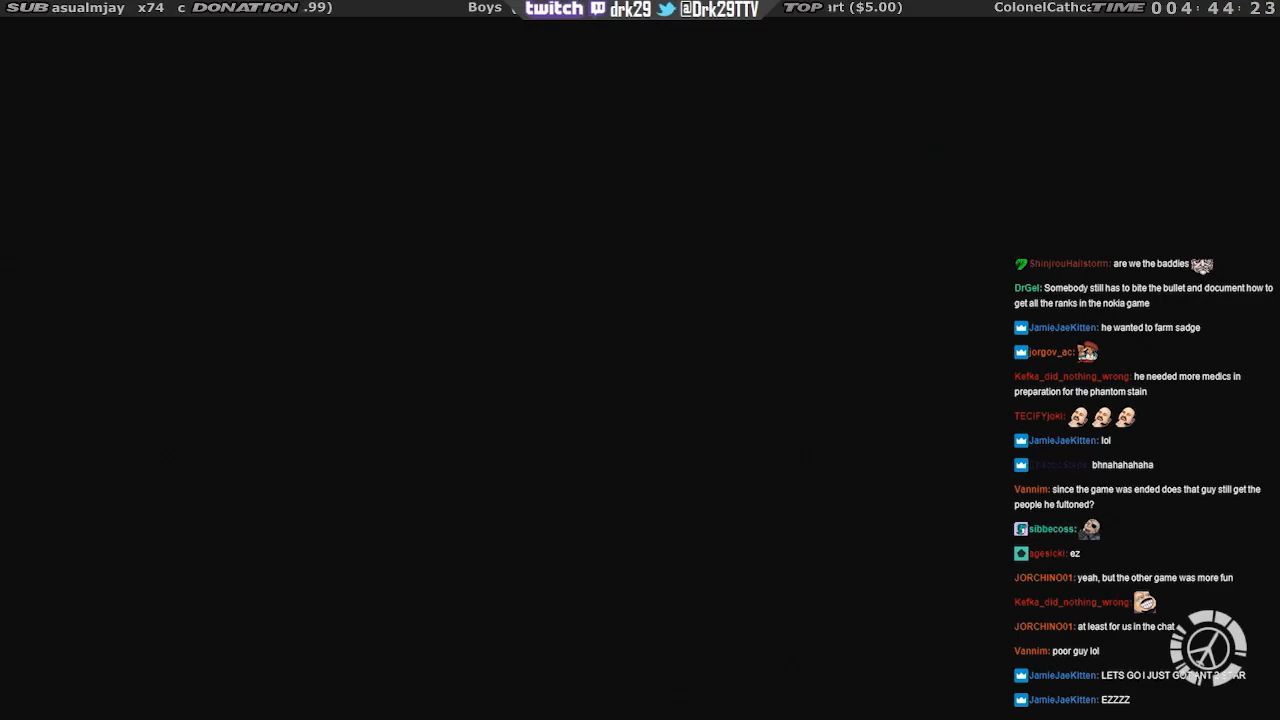 SUB asualmjay x74 c DONATION .99) Boys twitch drk29 @Drk29TTV TOP ırt ($5.00) ColonelCathca TIME 004:44:23
ShinjrouHailstorm: are we the baddies
DrGel: Somebody still has to bite the bullet and document how to
get all the ranks in the nokia game
JamieJaeKitten: he wanted to farm sadge
jorgov_ac:
Kefka_did_nothing_wrong: he needed more medics in
preparation for the phantom stain
TECIFYjoki:
JamieJaeKitten: lol
bhnahahahaha
Vannim: since the game was ended does that guy still get the
people he fultoned?
sibbecoss:
agesicki: ez
JORCHINO01: yeah, but the other game was more fun
Kefka_did_nothing_wrong:
JORCHINO01: at least for us in the chat
Vannim: poor guy lol
JamieJaeKitten: LETS GO I JUST GOT ANT
JamieJaeKitten: EZZZZ